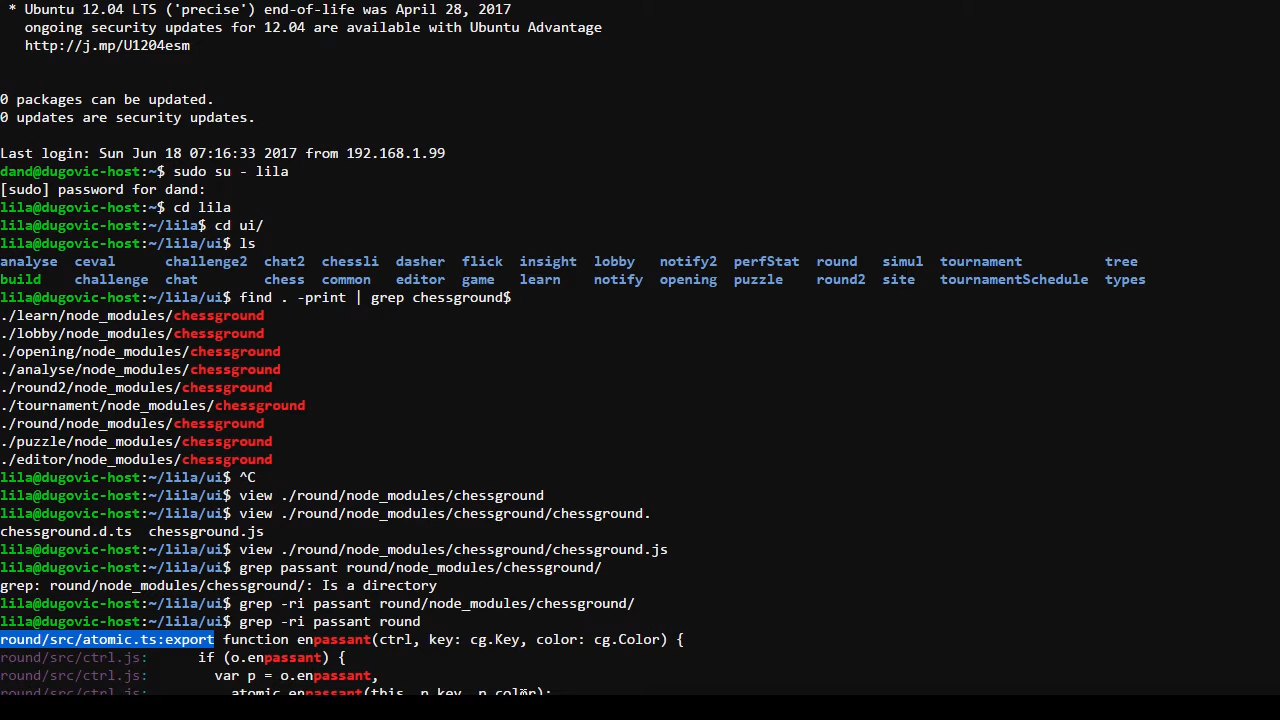 * Ubuntu 12.04 LTS ('precise') end-of-life was April 28, 2017
ongoing security updates for 12.04 are available with Ubuntu Advantage
http://j.mp/U1204esm
0 packages can be updated.
0 updates are security updates.
Last login: Sun Jun 18 07:16:33 2017 from 192.168.1.99
dand@dugovic-host:~$ sudo su - lila
[sudo] password for dand:
lila@dugovic-host:~$ cd lila
lila@dugovic-host:~/lila$ cd ui/
lila@dugovic-host:~/lila/ui$ ls
analyse ceval challenge2 chat2 chessli dasher flick insight lobby notify2 perfStat round simul tournament tree
build challenge chat chess common editor game learn notify opening puzzle round2 site tournamentSchedule types
lila@dugovic-host:~/lila/ui$ find . -print | grep chessground$
./learn/node_modules/chessground
./lobby/node_modules/chessground
./opening/node_modules/chessground
./analyse/node_modules/chessground
./round2/node_modules/chessground
./tournament/node_modules/chessground
./round/node_modules/chessground
./puzzle/node_modules/chessground
./editor/node_modules/chessground
lila@dugovic-host:~/lila/ui$ ^C
lila@dugovic-host:~/lila/ui$ view ./round/node_modules/chessground
lila@dugovic-host:~/lila/ui$ view ./round/node_modules/chessground/chessground.
chessground.d.ts chessground.js
lila@dugovic-host:~/lila/ui$ view ./round/node_modules/chessground/chessground.js
lila@dugovic-host:~/lila/ui$ grep passant round/node_modules/chessground/
grep: round/node_modules/chessground/: Is a directory
lila@dugovic-host:~/lila/ui$ grep -ri passant round/node_modules/chessground/
lila@dugovic-host:~/lila/ui$ grep -ri passant round
round/src/atomic.ts:export function enpassant(ctrl, key: cg.Key, color: cg.Color) {
round/src/ctrl.js: if (o.enpassant) {
round/src/ctrl.js: var p = o.enpassant,
round/src/ctrl.js: atomic.enpassant(this, p.key, p.color);